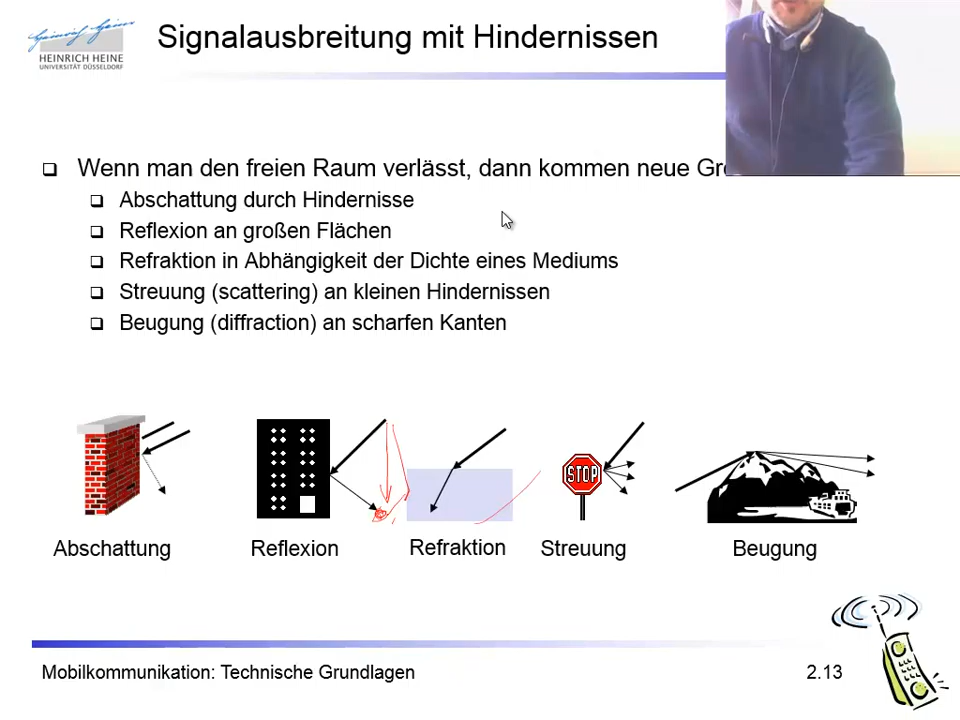 Signalausbreitung mit Hindernissen
Heinrich Heine
HEINRICH HEINE
UNIVERSITÄT DÜSSELDORF
Wenn man den freien Raum verlässt, dann kommen neue
Abschattung durch Hindernisse
Reflexion an großen Flächen
Refraktion in Abhängigkeit der Dichte eines Mediums
Streuung (scattering) an kleinen Hindernissen
Beugung (diffraction) an scharfen Kanten
STOP
Abschattung Reflexion Refraktion Streuung Beugung
Mobilkommunikation: Technische Grundlagen 2.13